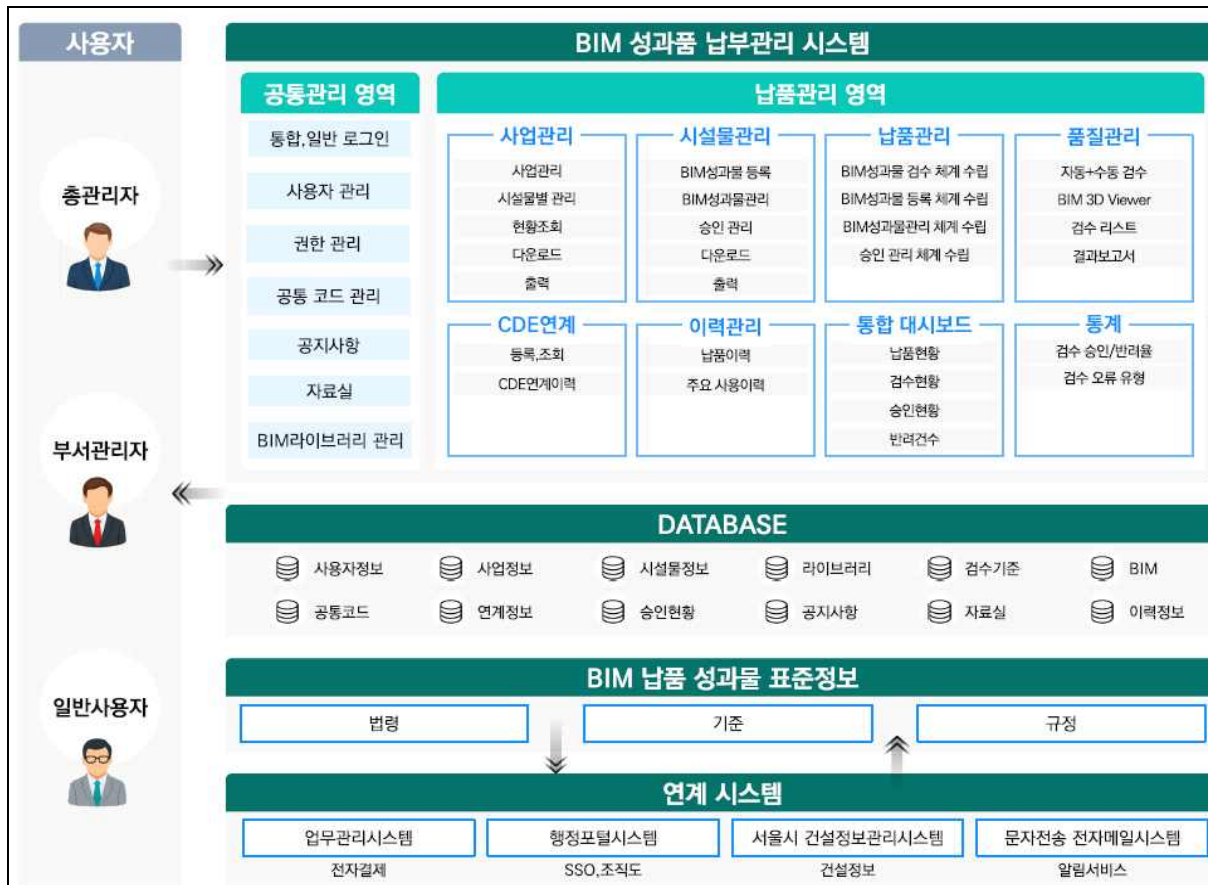 사용자
총관리자
부서관리자
일반사용자
BIM 성과품 납부관리 시스템
공통관리 영역
통합,일반 로그인
사용자 관리
권한 관리
공통 코드 관리
공지사항
자료실
BIM라이브러리 관리
납품관리 영역
사업관리
사업관리
시설물별 관리
현황조회
다운로드
출력
시설물관리
BIM성과물 등록
BIM성과물관리
승인 관리
다운로드
출력
납품관리
BIM성과물 검수 체계 수립
BIM성과물 등록 체계 수립
BIM성과물관리 체계 수립
승인 관리 체계 수립
품질관리
자동+수동 검수
BIM 3D Viewer
검수 리스트
결과보고서
CDE연계
등록,조회
CDE연계이력
이력관리
납품이력
주요 사용이력
통합 대시보드
납품현황
검수현황
승인현황
반려건수
통계
검수 승인/반려율
검수 오류 유형
DATABASE
사용자정보 사업정보 시설물정보 라이브러리 검수기준 BIM
공통코드 연계정보 승인현황 공지사항 자료실 이력정보
BIM 납품 성과물 표준정보
법령 기준 규정
연계 시스템
업무관리시스템 행정포털시스템 서울시 건설정보관리시스템 문자전송 전자메일시스템
전자결제 SSO,조직도 건설정보 알림서비스